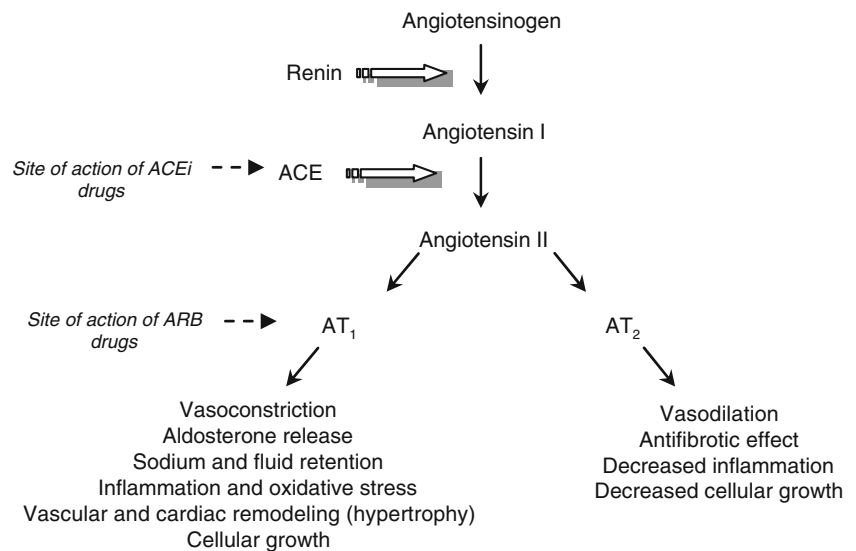 Angiotensinogen
Renin
Angiotensin I
Site of action of ACEi
drugs
ACE
Angiotensin II
Site of action of ARB
drugs
AT₁
AT₂
Vasoconstriction
Aldosterone release
Sodium and fluid retention
Inflammation and oxidative stress
Vascular and cardiac remodeling (hypertrophy)
Cellular growth
Vasodilation
Antifibrotic effect
Decreased inflammation
Decreased cellular growth